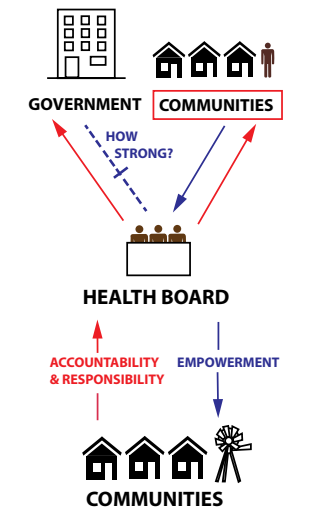 GOVERNMENT
COMMUNITIES
HOW
STRONG?
HEALTH BOARD
ACCOUNTABILITY
& RESPONSIBILITY
EMPOWERMENT
COMMUNITIES